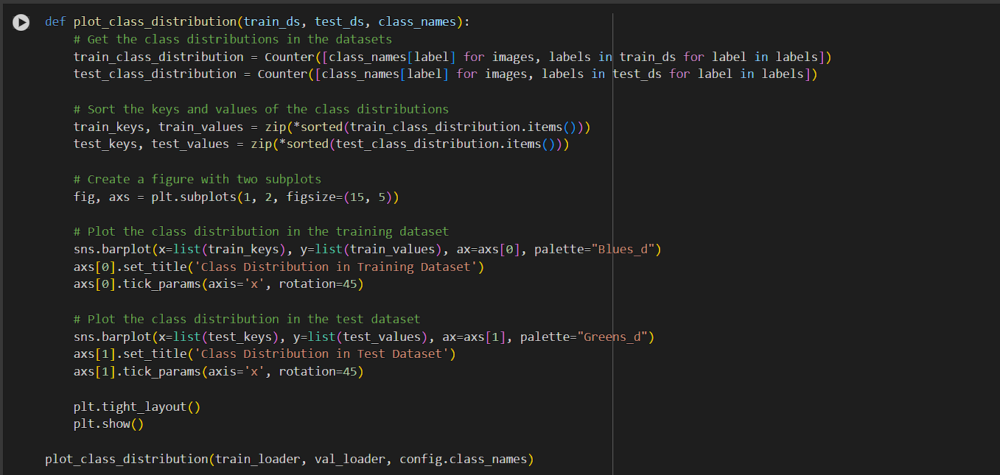 def plot_class_distribution(train_ds, test_ds, class_names):
    # Get the class distributions in the datasets
    train_class_distribution = Counter([class_names[label] for images, labels in train_ds for label in labels])
    test_class_distribution = Counter([class_names[label] for images, labels in test_ds for label in labels])

    # Sort the keys and values of the class distributions
    train_keys, train_values = zip(*sorted(train_class_distribution.items()))
    test_keys, test_values = zip(*sorted(test_class_distribution.items()))

    # Create a figure with two subplots
    fig, axs = plt.subplots(1, 2, figsize=(15, 5))

    # Plot the class distribution in the training dataset
    sns.barplot(x=list(train_keys), y=list(train_values), ax=axs[0], palette="Blues_d")
    axs[0].set_title('Class Distribution in Training Dataset')
    axs[0].tick_params(axis='x', rotation=45)

    # Plot the class distribution in the test dataset
    sns.barplot(x=list(test_keys), y=list(test_values), ax=axs[1], palette="Greens_d")
    axs[1].set_title('Class Distribution in Test Dataset')
    axs[1].tick_params(axis='x', rotation=45)

    plt.tight_layout()
    plt.show()

plot_class_distribution(train_loader, val_loader, config.class_names)